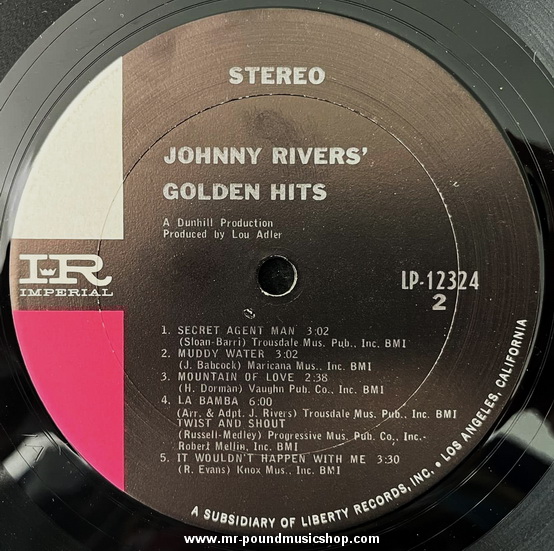 STEREO
JOHNNY RIVERS'
GOLDEN HITS
A Dunhill Production
Produced by Lou Adler
IR
IMPERIAL
LP-12324
2
1. SECRET AGENT MAN 3:02
(Sloan-Barri) Trousdale Mus. Pub., Inc. BMI
2. MUDDY WATER 3:02
(J. Babcock) Maricana Mus., Inc. BMI
3. MOUNTAIN OF LOVE 2:38
(H. Dorman) Vaughn Pub. Co., Inc. BMI
4. LA BAMBA 6:00
(Arr. & Adpt. J. Rivers) Trousdale Mus. Pub., Inc. BMI
TWIST AND SHOUT
(Russell-Medley) Progressive Mus. Pub. Co., Inc.-
Robert Mellin, Inc. BMI
5. IT WOULDN'T HAPPEN WITH ME 3:30
(R. Evans) Knox Mus., Inc. BMI
A SUBSIDIARY OF LIBERTY RECORDS, INC. • LOS ANGELES, CALIFORNIA
www.mr-poundmusicshop.com